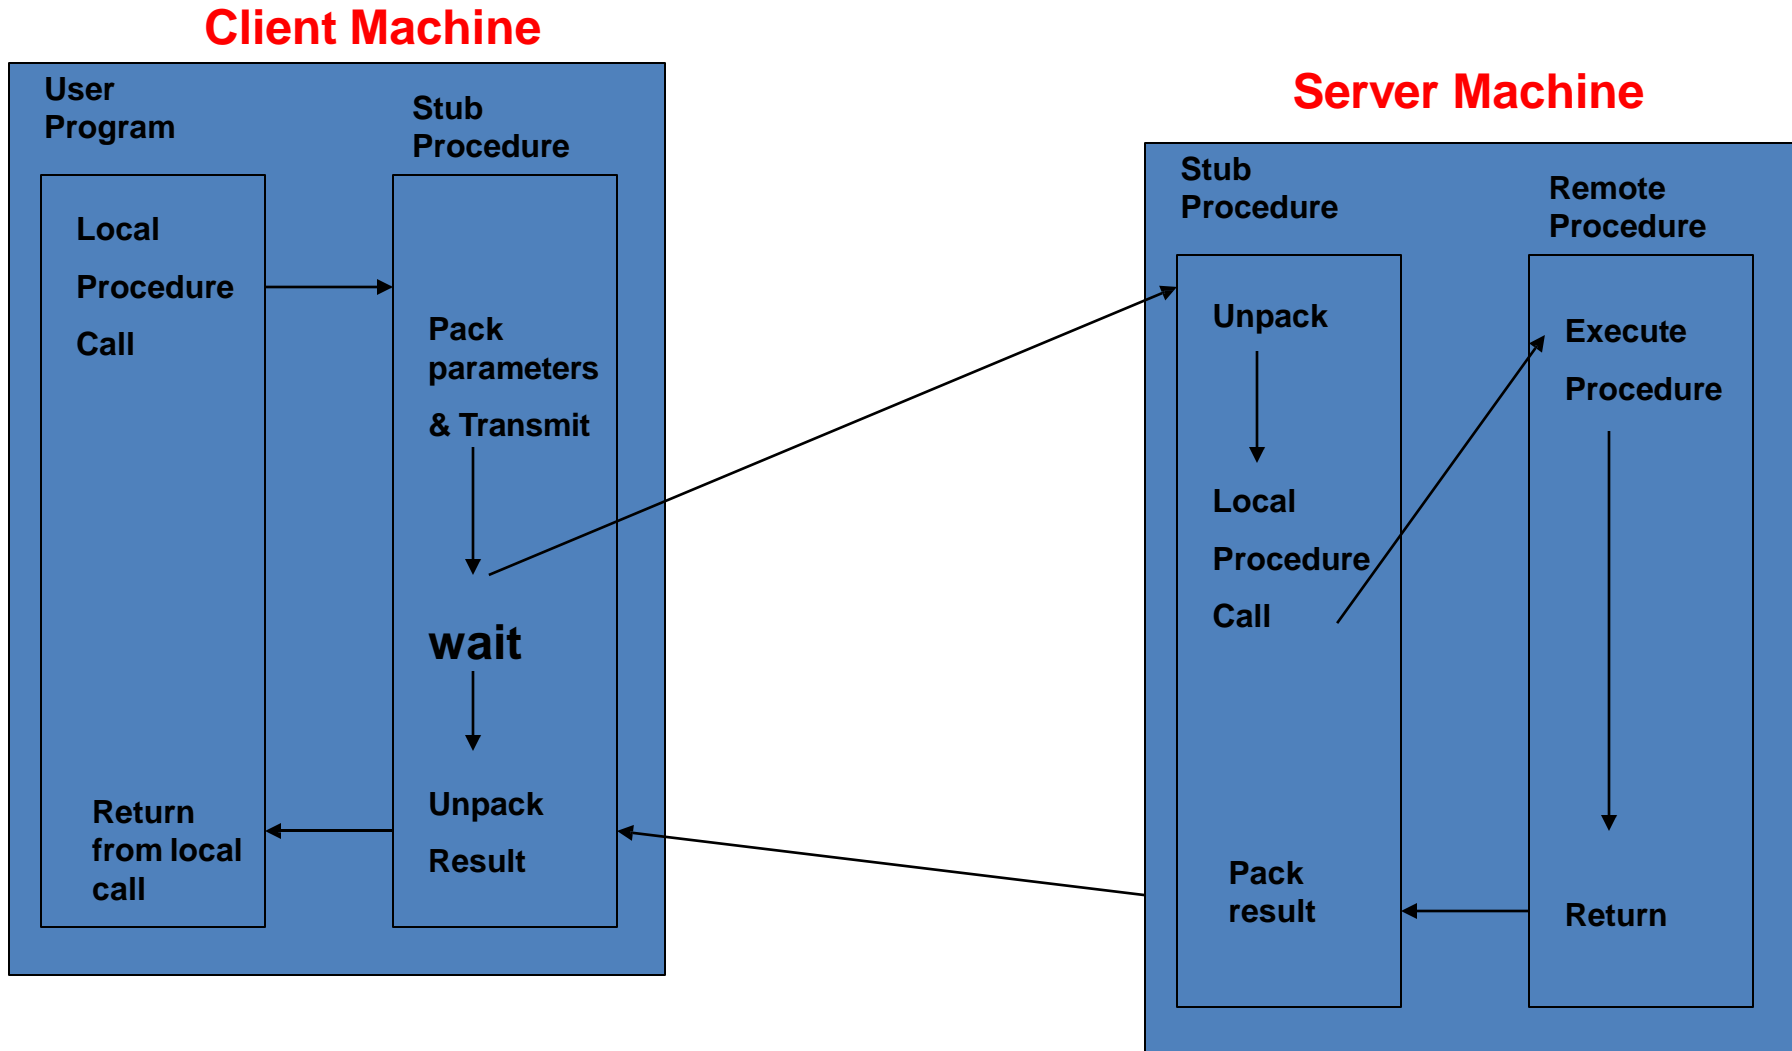 Client Machine
User
Program
Stub
Procedure
Local
Procedure
Call
Pack
parameters
& Transmit
wait
Unpack
Result
Return
from local
call
Server Machine
Stub
Procedure
Remote
Procedure
Unpack
Local
Procedure
Call
Execute
Procedure
Pack
result
Return